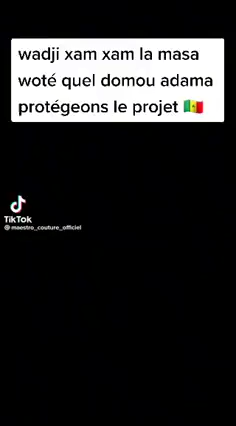 wadji xam xam la masa
woté quel domou adama
protégeons le projet 🇸🇳
TikTok
@maestro_couture_officiel